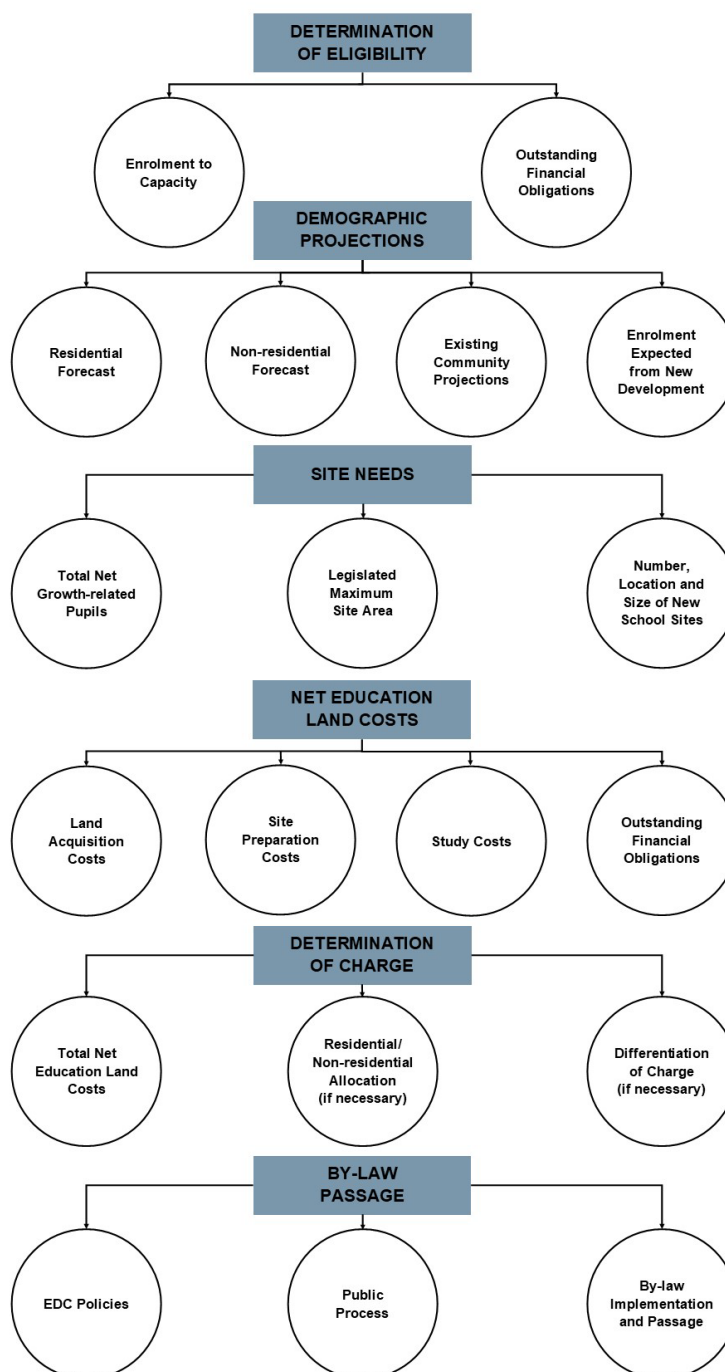 DETERMINATION
OF ELIGIBILITY
Enrolment to
Capacity
Outstanding
Financial
Obligations
DEMOGRAPHIC
PROJECTIONS
Residential
Forecast
Non-residential
Forecast
Existing
Community
Projections
Enrolment
Expected
from New
Development
SITE NEEDS
Total Net
Growth-related
Pupils
Legislated
Maximum
Site Area
Number,
Location and
Size of New
School Sites
NET EDUCATION
LAND COSTS
Land
Acquisition
Costs
Site
Preparation
Costs
Study Costs
Outstanding
Financial
Obligations
DETERMINATION
OF CHARGE
Total Net
Education Land
Costs
Residential/
Non-residential
Allocation
(if necessary)
Differentiation
of Charge
(if necessary)
BY-LAW
PASSAGE
EDC Policies
Public
Process
By-law
Implementation
and Passage